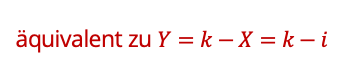 äquivalent zu 𝑌 = 𝑘 − 𝑋 = 𝑘 − 𝑖